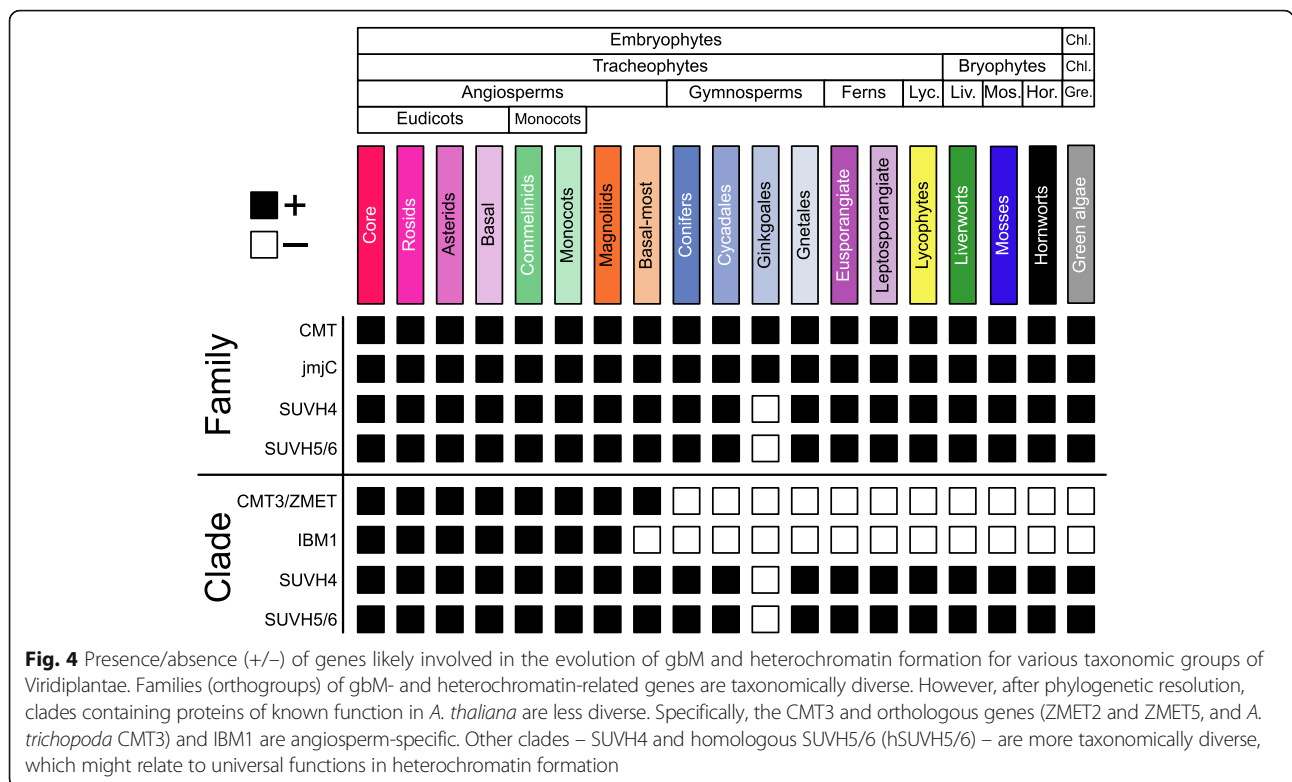 Embryophytes Chl.
Tracheophytes Bryophytes Chl.
Angiosperms Gymnosperms Ferns Lyc. Liv. Mos. Hor. Gre.
Eudicots Monocots
+
−
Core Rosids Asterids Basal Commelinids Monocots Magnoliids Basal-most Conifers Cycadales Ginkgoales Gnetales Eusporangiate Leptosporangiate Lycophytes Liverworts Mosses Hornworts Green algae
Family
CMT
jmjC
SUVH4
SUVH5/6
Clade
CMT3/ZMET
IBM1
SUVH4
SUVH5/6
Fig. 4 Presence/absence (+/–) of genes likely involved in the evolution of gbM and heterochromatin formation for various taxonomic groups of
Viridiplantae. Families (orthogroups) of gbM- and heterochromatin-related genes are taxonomically diverse. However, after phylogenetic resolution,
clades containing proteins of known function in A. thaliana are less diverse. Specifically, the CMT3 and orthologous genes (ZMET2 and ZMET5, and A.
trichopoda CMT3) and IBM1 are angiosperm-specific. Other clades – SUVH4 and homologous SUVH5/6 (hSUVH5/6) – are more taxonomically diverse,
which might relate to universal functions in heterochromatin formation